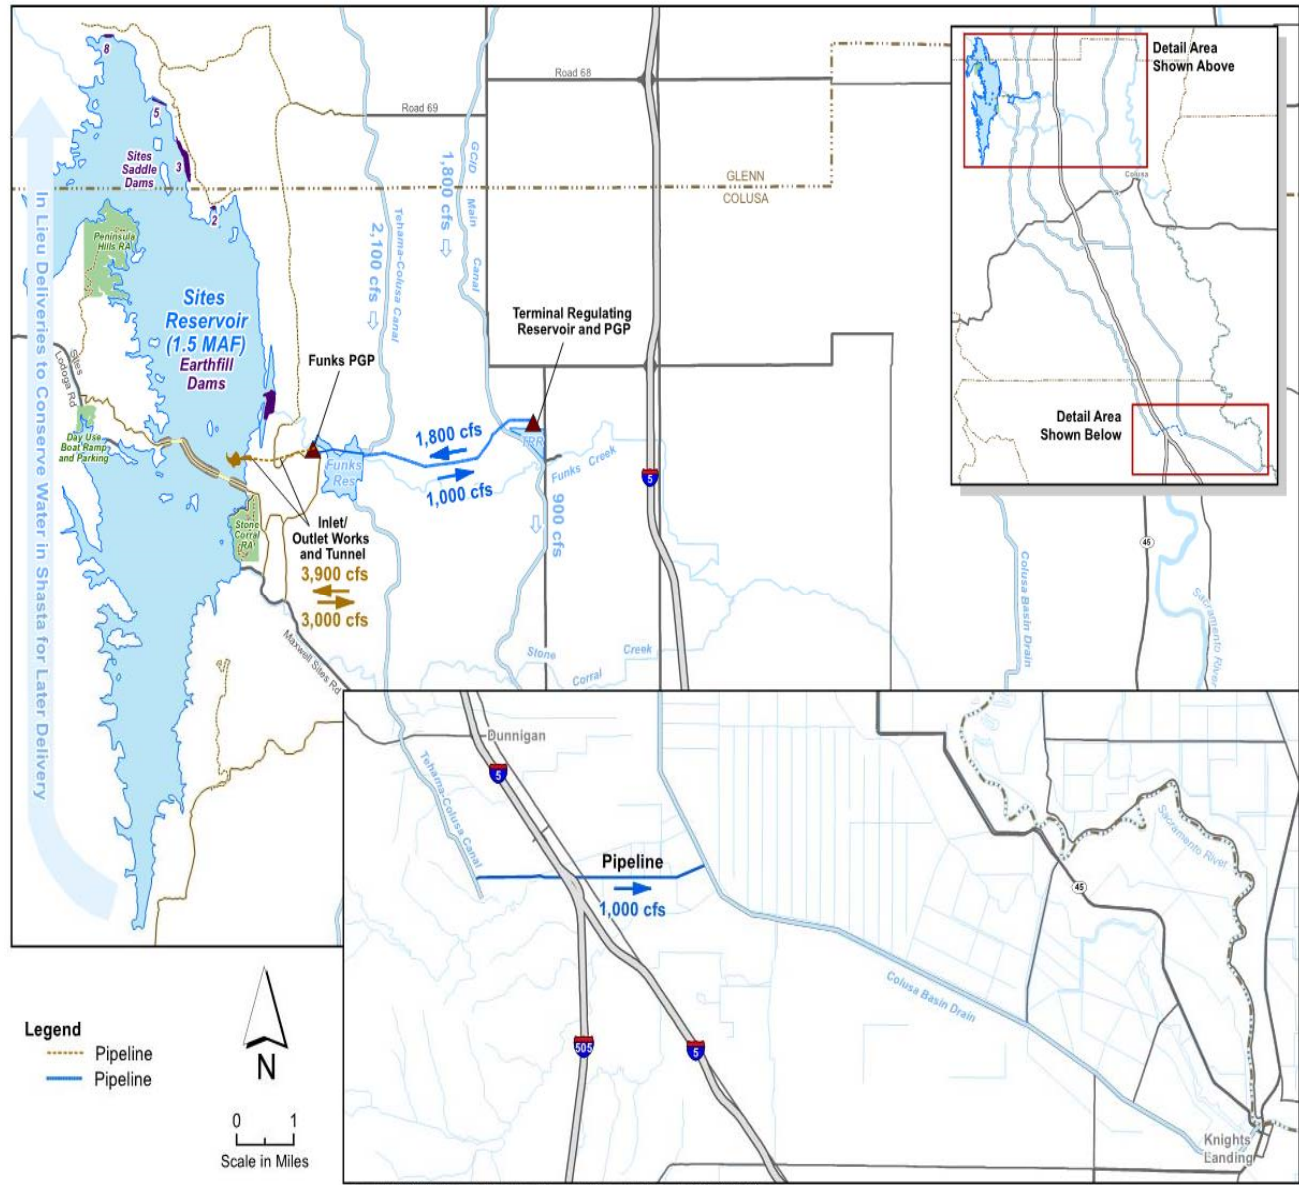 8
5
3
2
Sites
Saddle
Dams
Road 68
Road 69
GCID Main Canal
1,800 cfs
Tehama-Colusa Canal
2,100 cfs
GLENN
COLUSA
In Lieu Deliveries to Conserve Water in Shasta for Later Delivery
Peninsula
Hills RA
Sites
Reservoir
(1.5 MAF)
Earthfill
Dams
Sites
Lodoga Rd
Day Use
Boat Ramp
and Parking
Funks PGP
Terminal Regulating
Reservoir and PGP
1,800 cfs
1,000 cfs
TRR
Funks Creek
Funks
Res
900 cfs
5
Stone
Corral
RA
Inlet/
Outlet Works
and Tunnel
3,900 cfs
3,000 cfs
Maxwell Sites Rd
Stone Corral Creek
Detail Area
Shown Above
Colusa
Detail Area
Shown Below
Colusa Basin Drain
45
Sacramento River
Dunnigan
5
Tehama-Colusa Canal
Pipeline
1,000 cfs
Sacramento River
45
Colusa Basin Drain
505
5
Knights
Landing
Legend
Pipeline
Pipeline
N
0 1
Scale in Miles